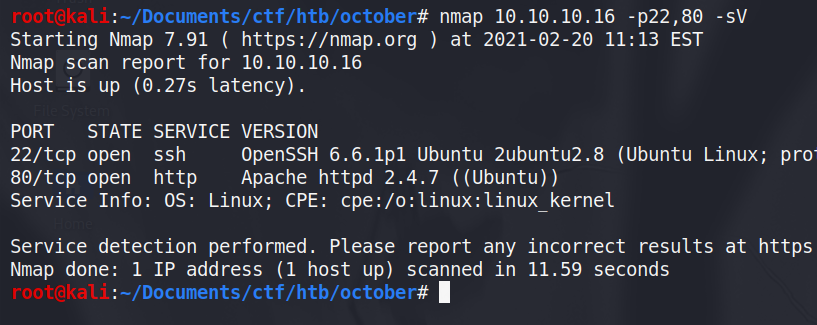 root@kali:~/Documents/ctf/htb/october# nmap 10.10.10.16 -p22,80 -sV
Starting Nmap 7.91 ( https://nmap.org ) at 2021-02-20 11:13 EST
Nmap scan report for 10.10.10.16
Host is up (0.27s latency).
File System
PORT   STATE SERVICE VERSION
22/tcp open  ssh     OpenSSH 6.6.1p1 Ubuntu 2ubuntu2.8 (Ubuntu Linux; prot
80/tcp open  http    Apache httpd 2.4.7 ((Ubuntu))
Service Info: OS: Linux; CPE: cpe:/o:linux:linux_kernel
Home
Service detection performed. Please report any incorrect results at https
Nmap done: 1 IP address (1 host up) scanned in 11.59 seconds
root@kali:~/Documents/ctf/htb/october#